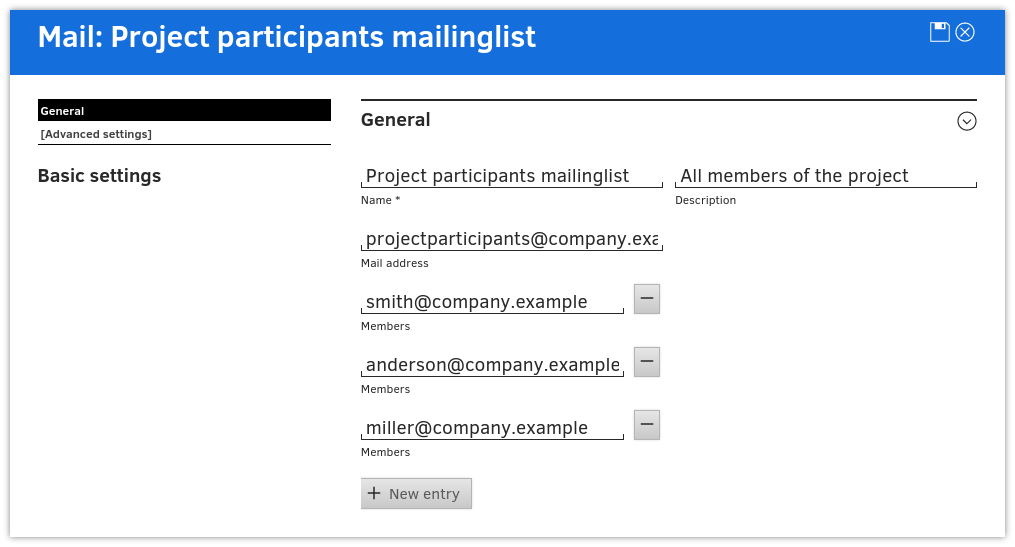 Mail: Project participants mailinglist
General
[Advanced settings]
Basic settings
General
Project participants mailinglist
Name *
All members of the project
Description
projectparticipants@company.exa
Mail address
smith@company.example
Members
anderson@company.example
Members
miller@company.example
Members
New entry